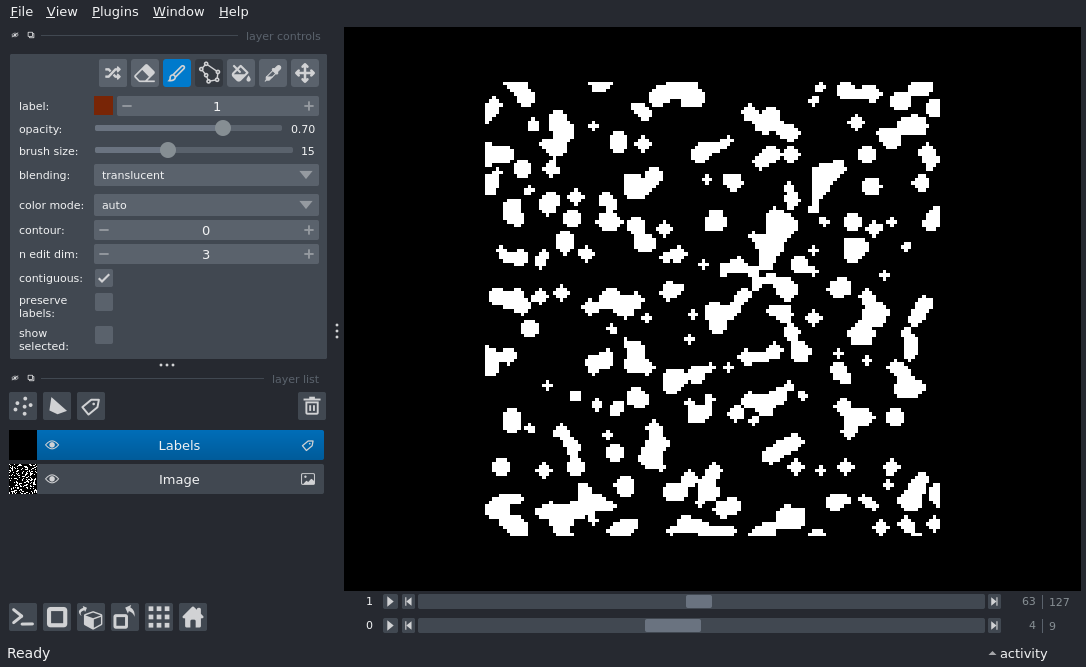 File View Plugins Window Help
layer controls
label: 1
opacity: 0.70
brush size: 15
blending: translucent
color mode: auto
contour: 0
n edit dim: 3
contiguous:
preserve
labels:
show
selected:
layer list
Labels
Image
1 63 127
0 4 9
Ready activity